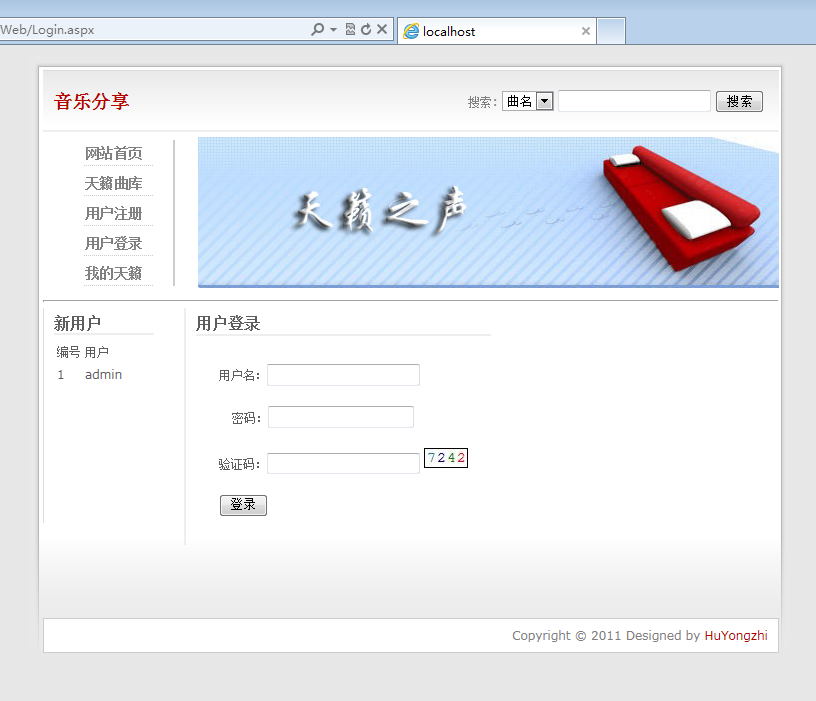 Web/Login.aspx
localhost
音乐分享
搜索: 曲名 搜索
网站首页
天籁曲库
用户注册
用户登录
我的天籁
天籁之声
新用户
编号 用户
1 admin
用户登录
用户名：
密码：
验证码： 7242
登录
Copyright © 2011 Designed by HuYongzhi